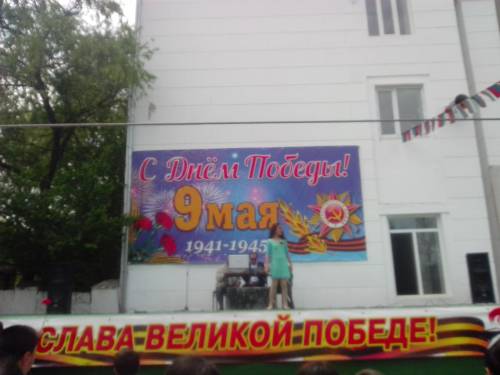 С Днём Победы!
9 мая
1941-1945
СЛАВА ВЕЛИКОЙ ПОБЕДЕ!